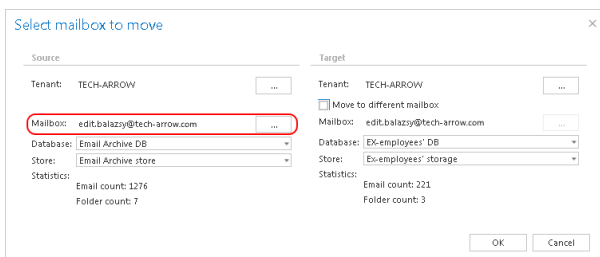 Select mailbox to move
Source
Tenant: TECH-ARROW ...
Mailbox: edit.balazsy@tech-arrow.com ...
Database: Email Archive DB
Store: Email Archive store
Statistics:
Email count: 1276
Folder count: 7
Target
Tenant: TECH-ARROW ...
Move to different mailbox
Mailbox: edit.balazsy@tech-arrow.com ...
Database: EX-employees' DB
Store: Ex-employees' storage
Statistics:
Email count: 221
Folder count: 3
OK Cancel